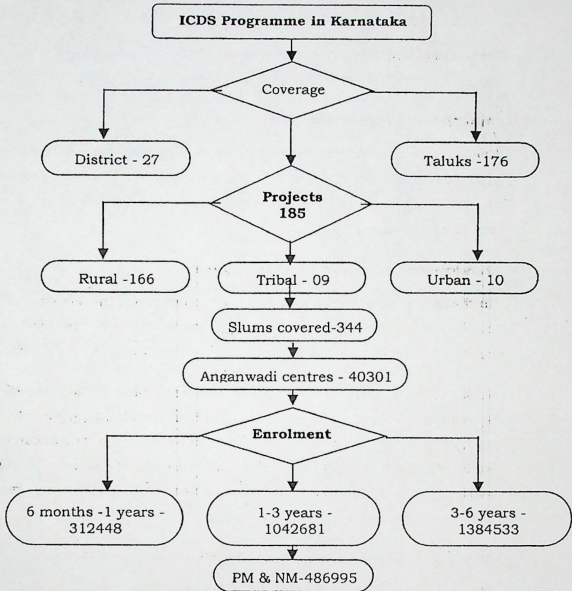 ICDS Programme in Karnataka
Coverage
District - 27
Taluks -176
Projects
185
Rural -166
Tribal - 09
Urban - 10
Slums covered-344
Anganwadi centres - 40301
Enrolment
6 months -1 years -
312448
1-3 years -
1042681
3-6 years -
1384533
PM & NM-486995